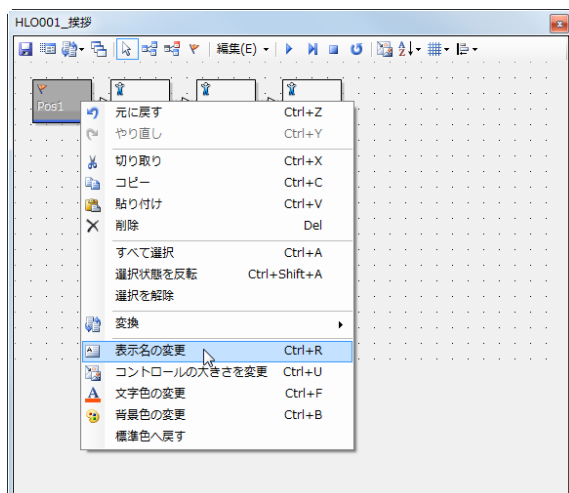 HLO001_挨拶
編集(E)
Pos1
元に戻す Ctrl+Z
やり直し Ctrl+Y
切り取り Ctrl+X
コピー Ctrl+C
貼り付け Ctrl+V
削除 Del
すべて選択 Ctrl+A
選択状態を反転 Ctrl+Shift+A
選択を解除
変換
表示名の変更 Ctrl+R
コントロールの大きさを変更 Ctrl+U
文字色の変更 Ctrl+F
背景色の変更 Ctrl+B
標準色へ戻す